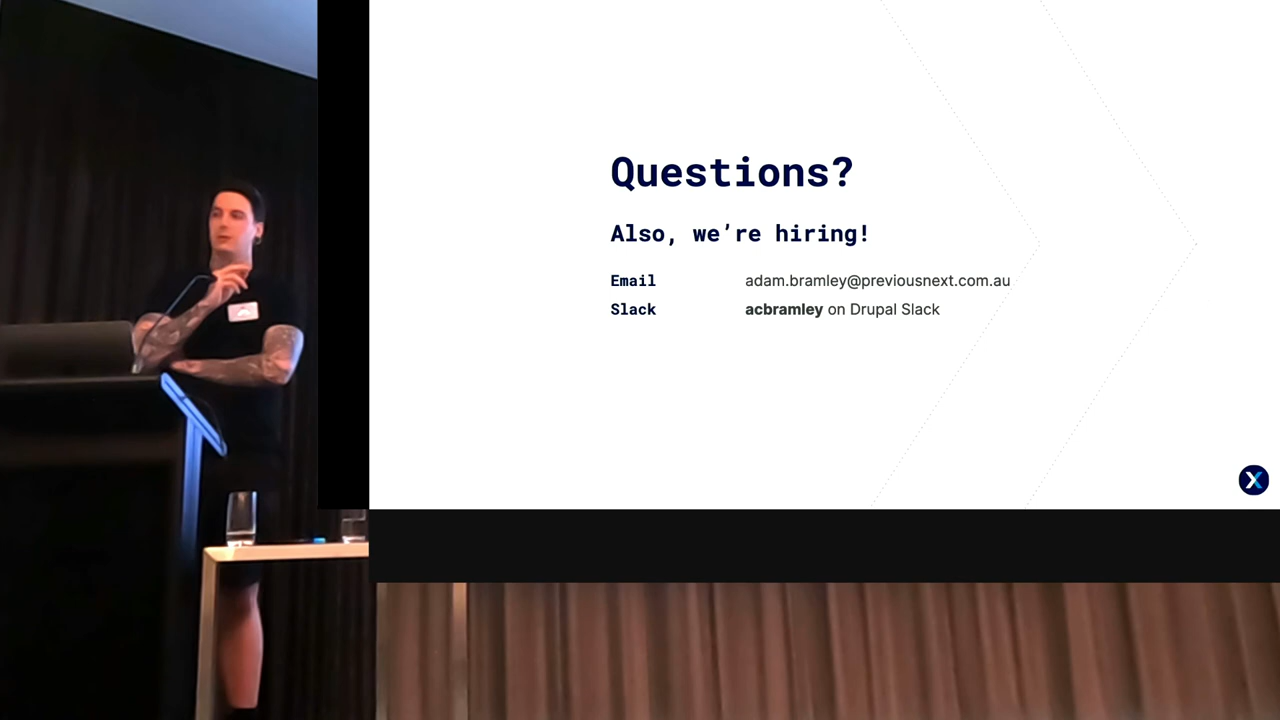 Questions?
Also, we’re hiring!
Email adam.bramley@previousnext.com.au
Slack acbramley on Drupal Slack